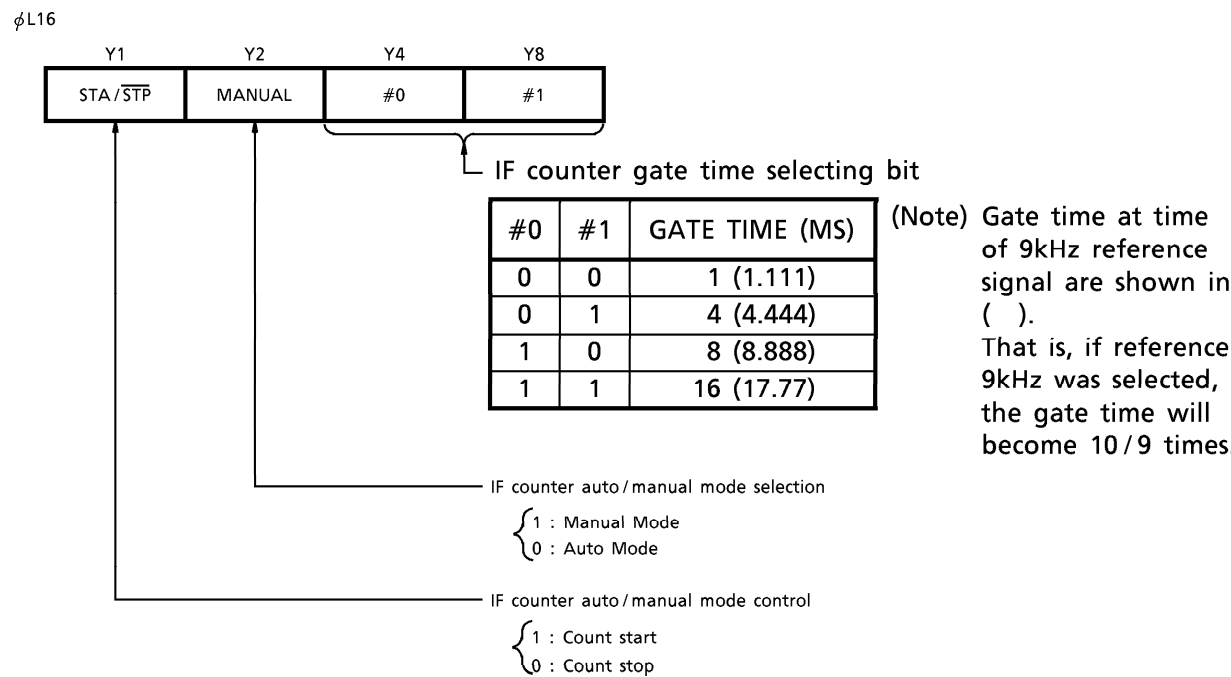 ϕL16
Y1 Y2 Y4 Y8
STA/S̅T̅P̅ MANUAL #0 #1
IF counter gate time selecting bit
#0 #1 GATE TIME (MS)
0 0 1 (1.111)
0 1 4 (4.444)
1 0 8 (8.888)
1 1 16 (17.77)
(Note) Gate time at time
of 9kHz reference
signal are shown in
( ).
That is, if reference
9kHz was selected,
the gate time will
become 10/9 times.
IF counter auto/manual mode selection
1 : Manual Mode
0 : Auto Mode
IF counter auto/manual mode control
1 : Count start
0 : Count stop